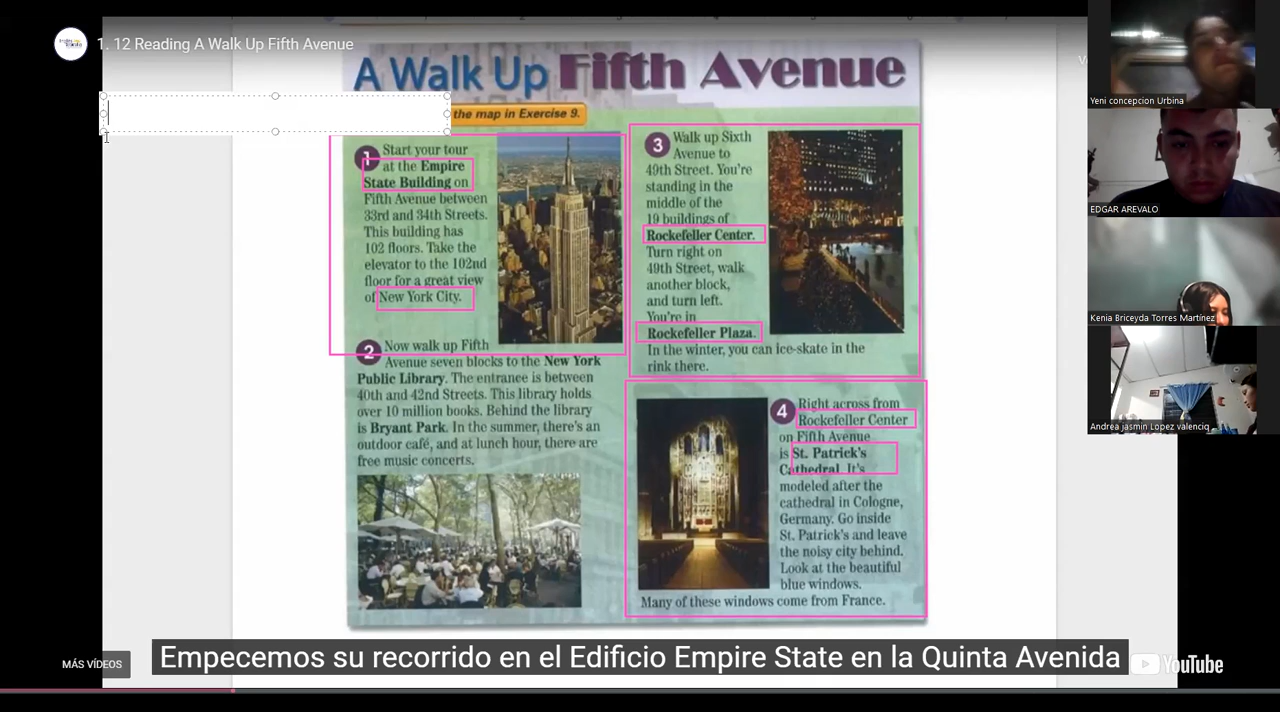 1. 12 Reading A Walk Up Fifth Avenue
A Walk Up Fifth Avenue
the map in Exercise 9.
1 Start your tour
at the Empire
State Building on
Fifth Avenue between
33rd and 34th Streets.
This building has
102 floors. Take the
elevator to the 102nd
floor for a great view
of New York City.
2 Now walk up Fifth
Avenue seven blocks to the New York
Public Library. The entrance is between
40th and 42nd Streets. This library holds
over 10 million books. Behind the library
is Bryant Park. In the summer, there's an
outdoor café, and at lunch hour, there are
free music concerts.
3 Walk up Sixth
Avenue to
49th Street. You're
standing in the
middle of the
19 buildings of
Rockefeller Center.
Turn right on
49th Street, walk
another block,
and turn left.
You're in
Rockefeller Plaza.
In the winter, you can ice-skate in the
rink there.
4 Right across from
Rockefeller Center
on Fifth Avenue
is St. Patrick's
Cathedral. It's
modeled after the
cathedral in Cologne,
Germany. Go inside
St. Patrick's and leave
the noisy city behind.
Look at the beautiful
blue windows.
Many of these windows come from France.
Yeni concepcion Urbina
EDGAR AREVALO
Kenia Briceyda Torres Martínez
Andrea jasmin Lopez valenciq
MÁS VÍDEOS
Empecemos su recorrido en el Edificio Empire State en la Quinta Avenida
YouTube